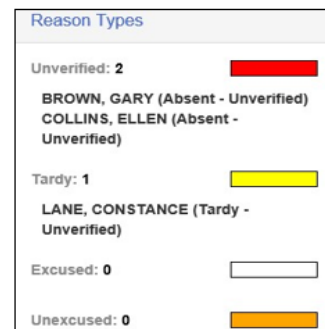 Reason Types
Unverified: 2
BROWN, GARY (Absent - Unverified)
COLLINS, ELLEN (Absent -
Unverified)
Tardy: 1
LANE, CONSTANCE (Tardy -
Unverified)
Excused: 0
Unexcused: 0